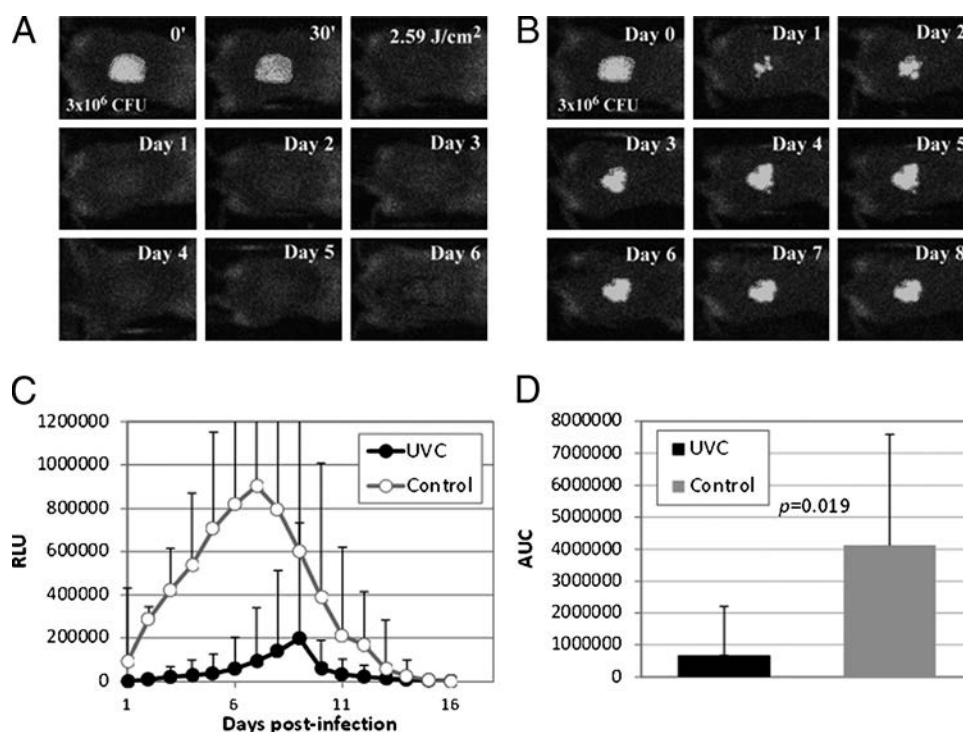 A
0'
30'
2.59 J/cm²
3x10⁶ CFU
Day 1
Day 2
Day 3
Day 4
Day 5
Day 6
B
Day 0
Day 1
Day 2
3x10⁶ CFU
Day 3
Day 4
Day 5
Day 6
Day 7
Day 8
C
1200000
1000000
800000
600000
400000
200000
0
RLU
UVC
Control
1
6
11
16
Days post-infection
D
8000000
7000000
6000000
5000000
4000000
3000000
2000000
1000000
0
AUC
UVC
Control
p=0.019